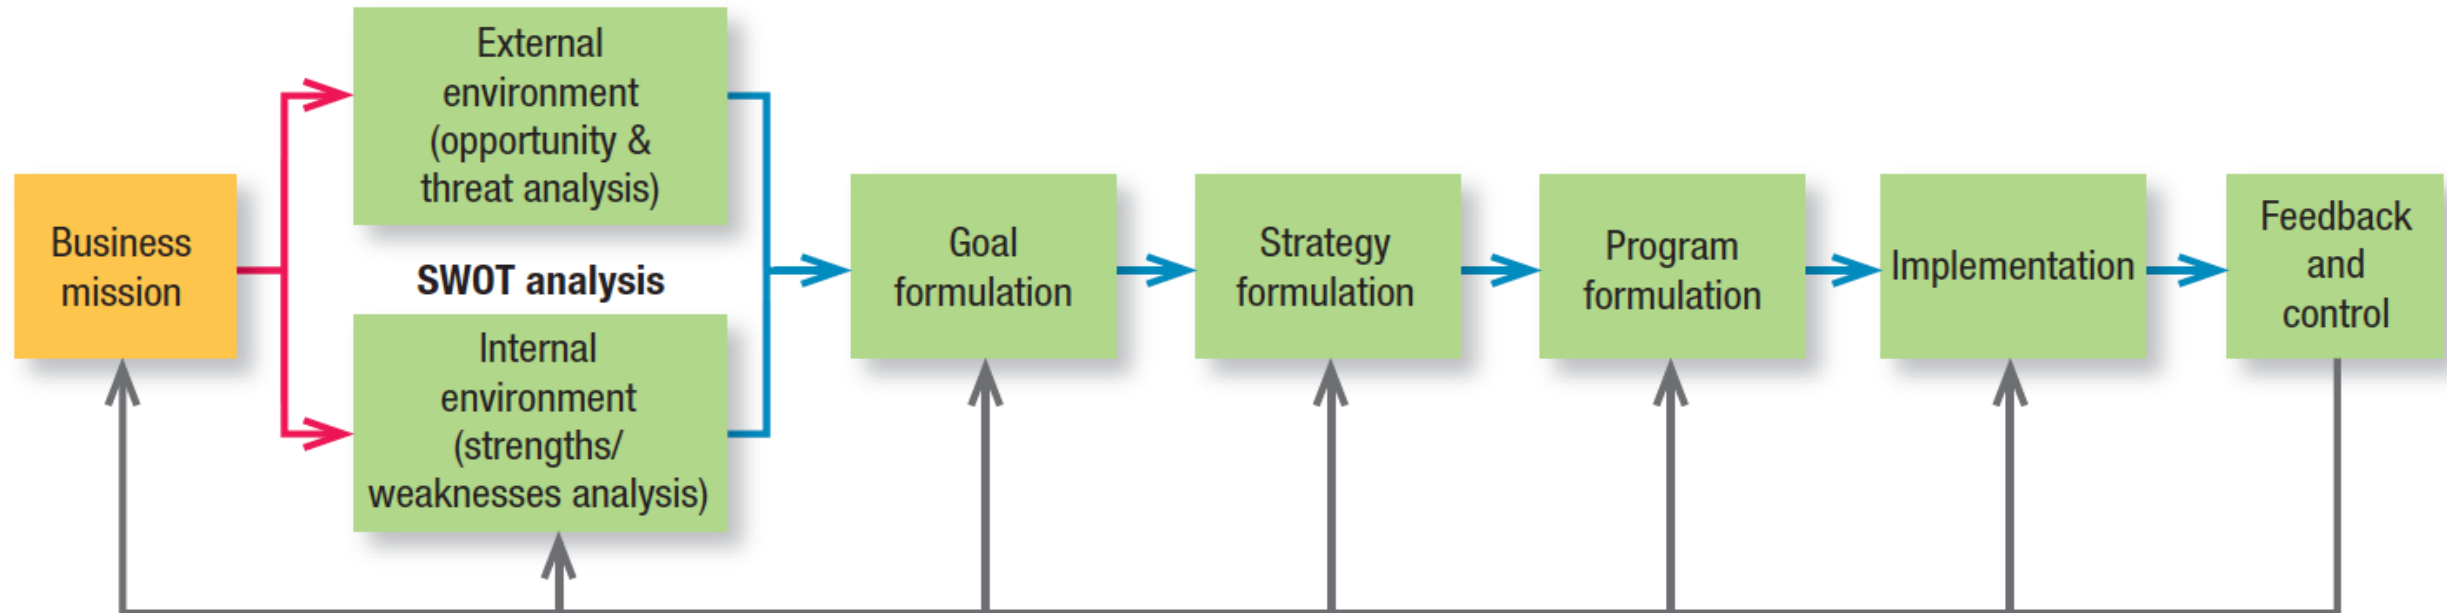 Business
mission
External
environment
(opportunity &
threat analysis)
SWOT analysis
Internal
environment
(strengths/
weaknesses analysis)
Goal
formulation
Strategy
formulation
Program
formulation
Implementation
Feedback
and
control